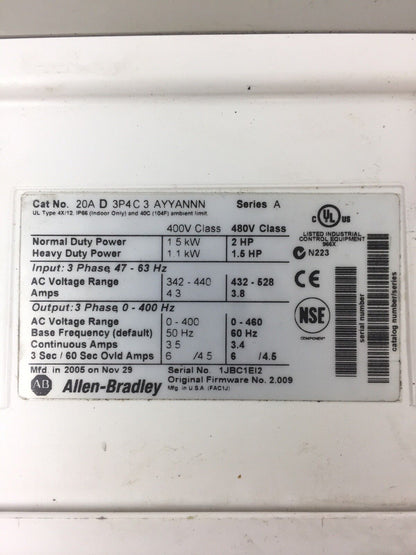 Cat No. 20A D 3P4 C 3 AYYANNN Series A
UL Type 4X/12, IP66 (Indoor Only) and 40C (104F) ambient limit.
400V Class 480V Class
Normal Duty Power 1 5 kW 2 HP
Heavy Duty Power 1 1 kW 1.5 HP
Input: 3 Phase, 47 - 63 Hz
AC Voltage Range 342 - 440 432 - 528
Amps 4 3 3.8
Output: 3 Phase, 0 - 400 Hz
AC Voltage Range 0 - 400 0 - 460
Base Frequency (default) 50 Hz 60 Hz
Continuous Amps 3 5 3.4
3 Sec / 60 Sec Ovld Amps 6 / 4 5 6 / 4.5
Mfd. in 2005 on Nov 29 Serial No. 1JBC1EI2
Original Firmware No. 2.009
AB Allen-Bradley Mfg. in U.S.A. (FAC1J)
C UL US
LISTED INDUSTRIAL
CONTROL EQUIPMENT
966X
C N223
CE
NSF
COMPONENT
serial number
catalog number/series